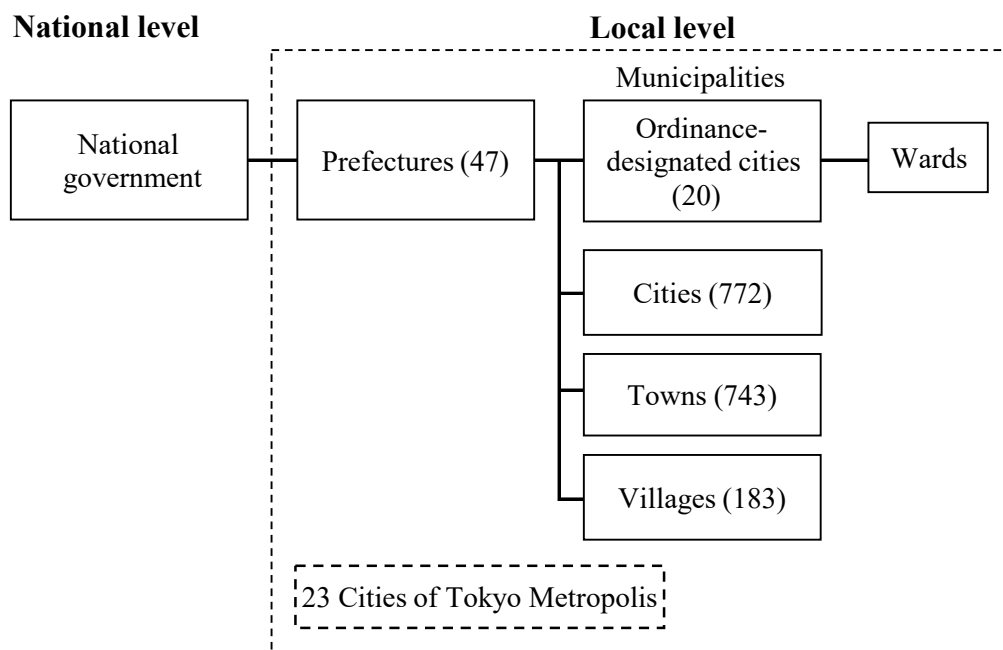 National level
Local level
Municipalities
National
government
Prefectures (47)
Ordinance-
designated cities
(20)
Wards
Cities (772)
Towns (743)
Villages (183)
23 Cities of Tokyo Metropolis